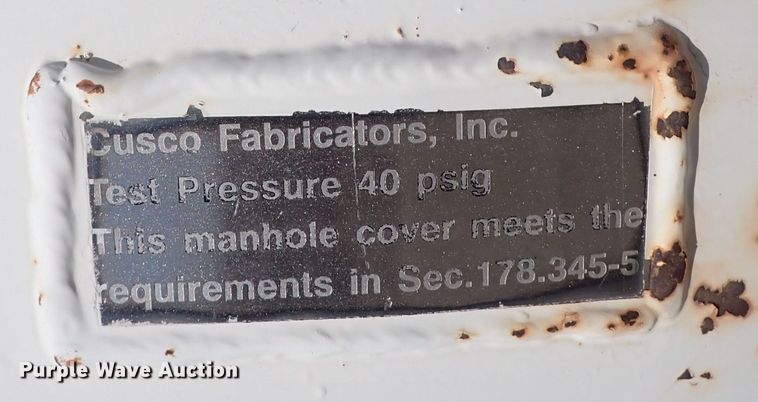 Cusco Fabricators, Inc.
Test Pressure 40 psig
This manhole cover meets the
requirements in Sec.178.345-5
Purple Wave Auction